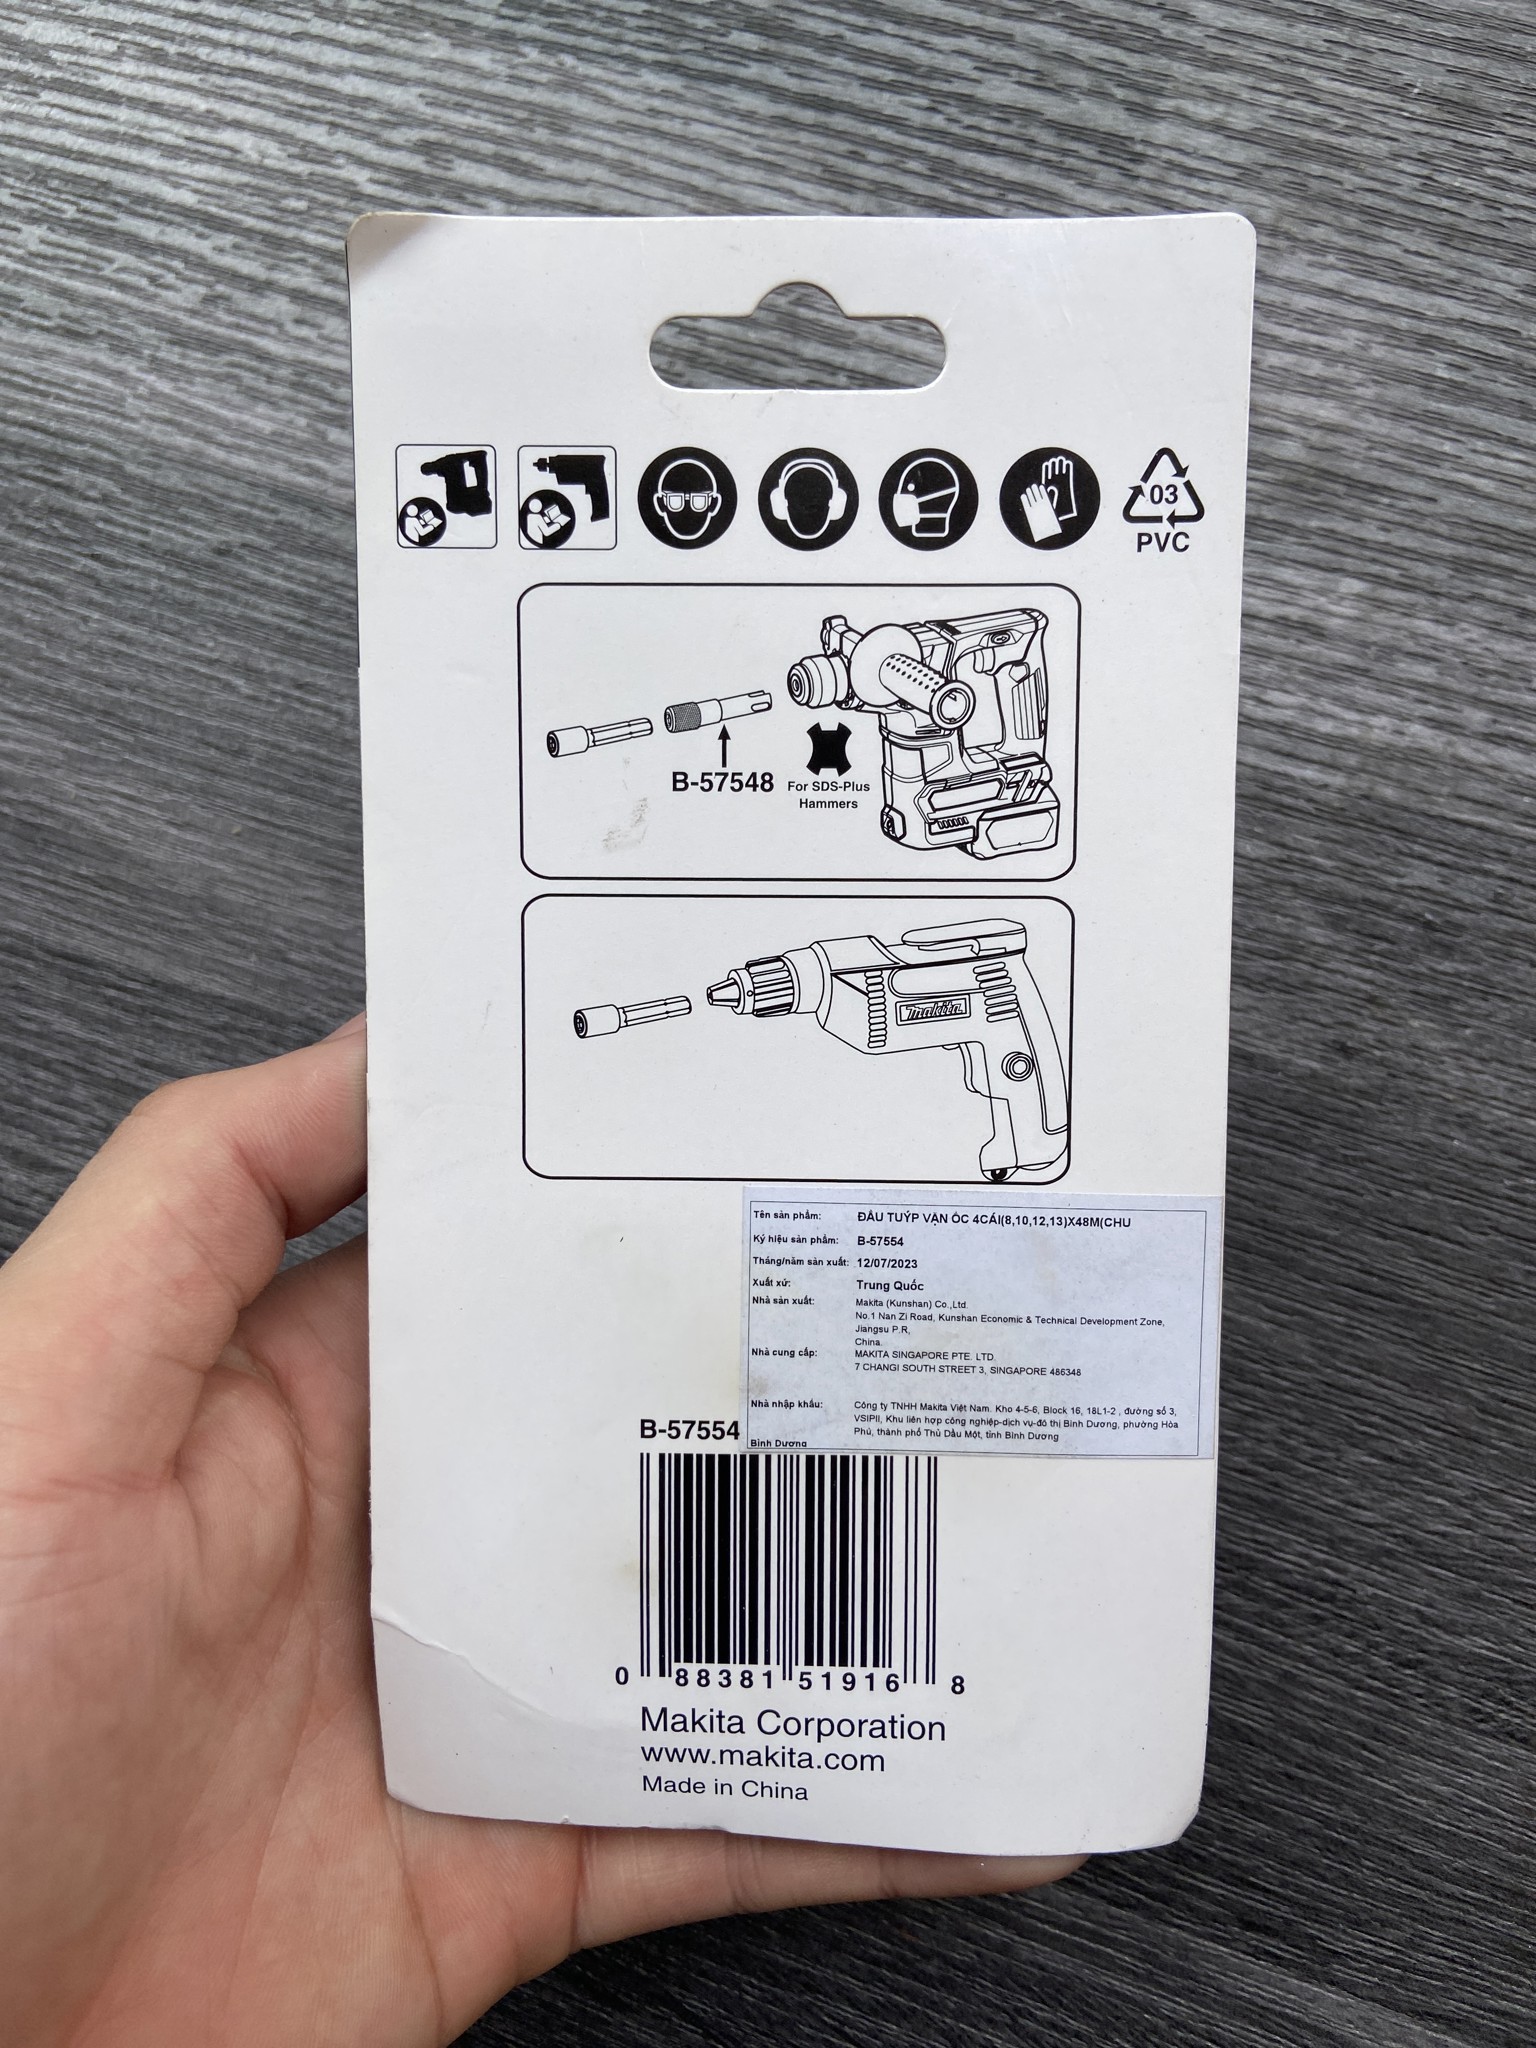 03
PVC
B-57548
For SDS-Plus
Hammers
makita
Tên sản phẩm: ĐẦU TUÝP VẶN ỐC 4CÁI(8,10,12,13)X48M(CHU
Ký hiệu sản phẩm: B-57554
Tháng/năm sản xuất: 12/07/2023
Xuất xứ: Trung Quốc
Nhà sản xuất: Makita (Kunshan) Co.,Ltd.
No.1 Nan Zi Road, Kunshan Economic & Technical Development Zone,
Jiangsu P.R,
China.
Nhà cung cấp: MAKITA SINGAPORE PTE. LTD.
7 CHANGI SOUTH STREET 3, SINGAPORE 486348
Nhà nhập khẩu: Công ty TNHH Makita Việt Nam. Kho 4-5-6, Block 16, 18L1-2 , đường số 3,
VSIPII, Khu liên hợp công nghiệp-dịch vụ-đô thị Bình Dương, phường Hòa
Phú, thành phố Thủ Dầu Một, tỉnh Bình Dương
Bình Dương
B-57554
0 88381 51916 8
Makita Corporation
www.makita.com
Made in China